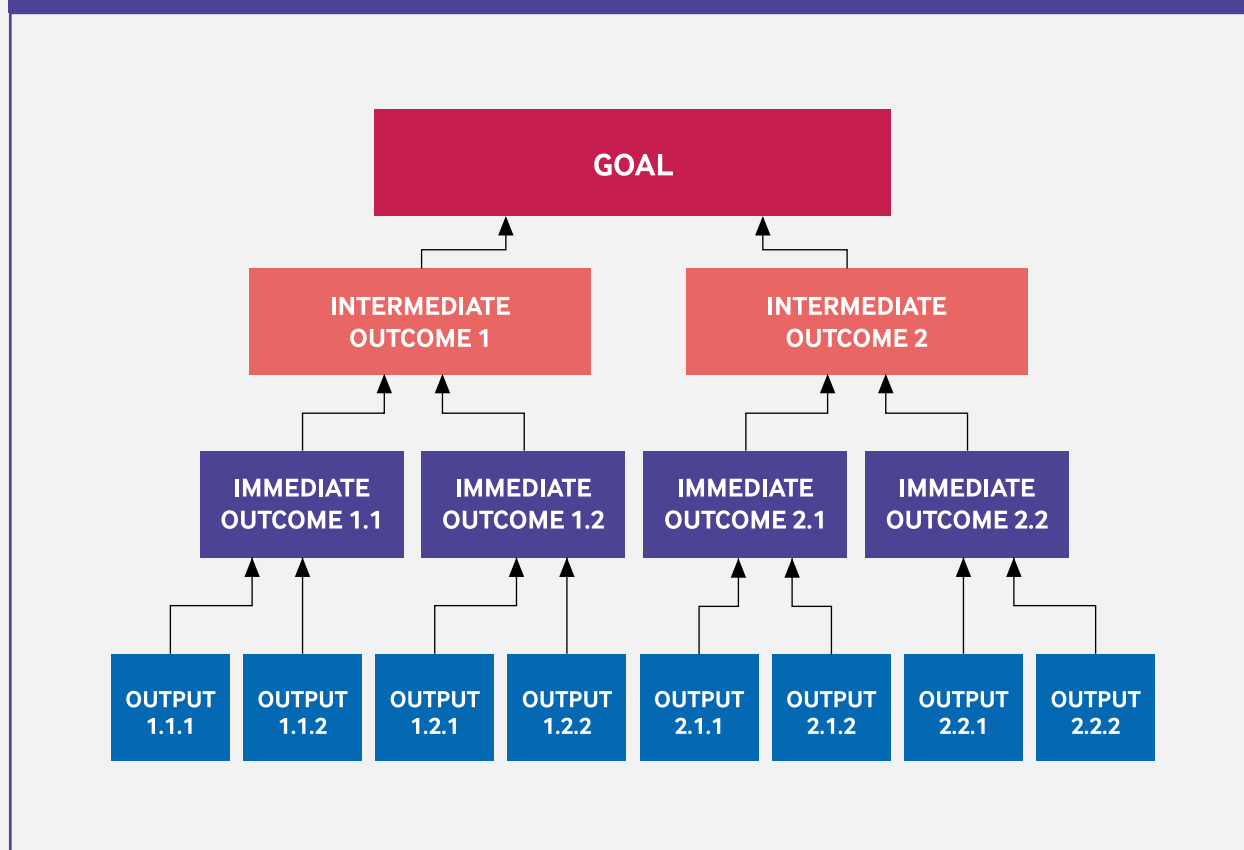 GOAL
INTERMEDIATE
OUTCOME 1
INTERMEDIATE
OUTCOME 2
IMMEDIATE
OUTCOME 1.1
IMMEDIATE
OUTCOME 1.2
IMMEDIATE
OUTCOME 2.1
IMMEDIATE
OUTCOME 2.2
OUTPUT
1.1.1
OUTPUT
1.1.2
OUTPUT
1.2.1
OUTPUT
1.2.2
OUTPUT
2.1.1
OUTPUT
2.1.2
OUTPUT
2.2.1
OUTPUT
2.2.2